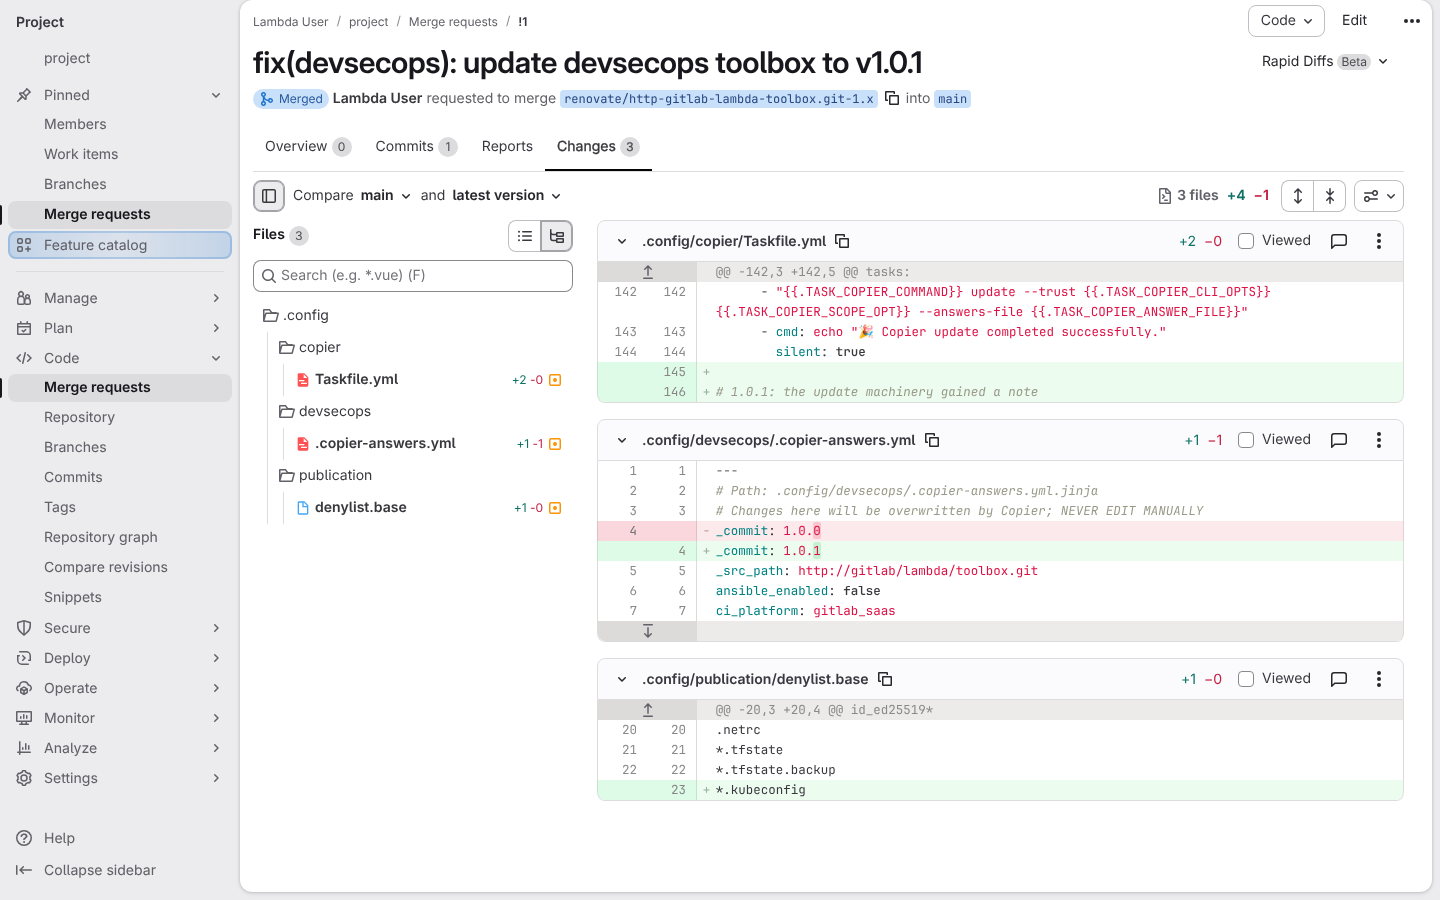 Project
project
Pinned
Members
Work items
Branches
Merge requests
Feature catalog
Manage
Plan
Code
Merge requests
Repository
Branches
Commits
Tags
Repository graph
Compare revisions
Snippets
Secure
Deploy
Operate
Monitor
Analyze
Settings
Help
Collapse sidebar
Lambda User / project / Merge requests / !1
Code
Edit
fix(devsecops): update devsecops toolbox to v1.0.1
Rapid Diffs Beta
Merged Lambda User requested to merge renovate/http-gitlab-lambda-toolbox.git-1.x into main
Overview 0
Commits 1
Reports
Changes 3
Compare main and latest version
3 files +4 −1
Files 3
Search (e.g. *.vue) (F)
.config
copier
Taskfile.yml +2 -0
devsecops
.copier-answers.yml +1 -1
publication
denylist.base +1 -0
.config/copier/Taskfile.yml +2 −0 Viewed
@@ -142,3 +142,5 @@ tasks:
142 142 - "{{.TASK_COPIER_COMMAND}} update --trust {{.TASK_COPIER_CLI_OPTS}}
{{.TASK_COPIER_SCOPE_OPT}} --answers-file {{.TASK_COPIER_ANSWER_FILE}}"
143 143 - cmd: echo "🎉 Copier update completed successfully."
144 144 silent: true
145 +
146 + # 1.0.1: the update machinery gained a note
.config/devsecops/.copier-answers.yml +1 −1 Viewed
1 1 ---
2 2 # Path: .config/devsecops/.copier-answers.yml.jinja
3 3 # Changes here will be overwritten by Copier; NEVER EDIT MANUALLY
4 - _commit: 1.0.0
4 + _commit: 1.0.1
5 5 _src_path: http://gitlab/lambda/toolbox.git
6 6 ansible_enabled: false
7 7 ci_platform: gitlab_saas
.config/publication/denylist.base +1 −0 Viewed
@@ -20,3 +20,4 @@ id_ed25519*
20 20 .netrc
21 21 *.tfstate
22 22 *.tfstate.backup
23 + *.kubeconfig